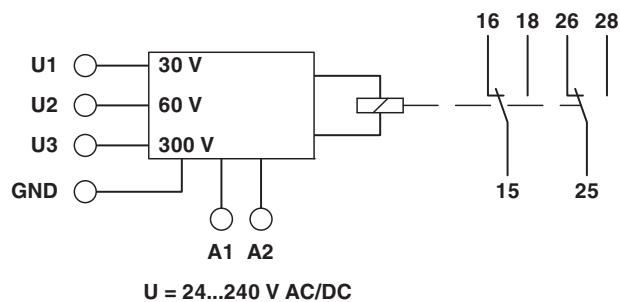 16 18 26 28
U1 30 V
U2 60 V
U3 300 V
GND
15 25
A1 A2
U = 24...240 V AC/DC